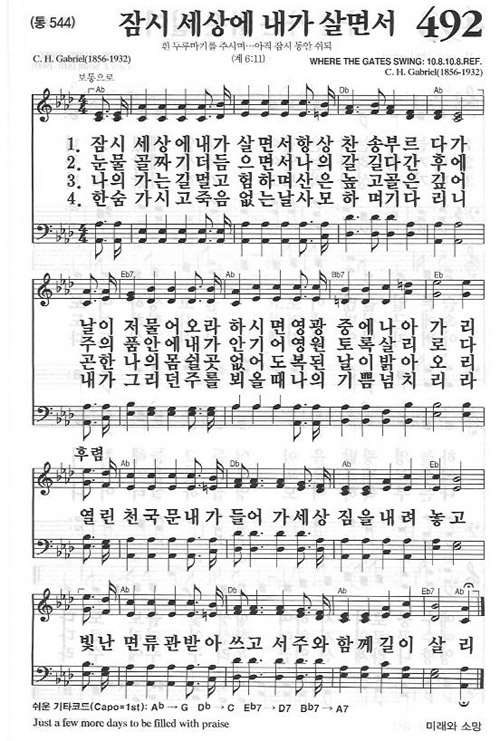 (통 544)
잠시 세상에 내가 살면서 492
흰 두루마기를 주시며…아직 잠시 동안 쉬되
(계 6:11)
C. H. Gabriel(1856-1932)
WHERE THE GATES SWING: 10.8.10.8.REF.
C. H. Gabriel(1856-1932)
보통으로
Ab Db Ab
1. 잠시 세상에내가 살면서항상 찬 송부르 다가
2. 눈물 골짜기더듬 으면서나의 갈 길다간 후에
3. 나의 가는길멀고 험하며산은 높 고골은 깊어
4. 한숨 가시고죽음 없는날사모 하 며기다 리니
Eb7 Ab Bb7 Eb
날이 저물어오라 하시면영광 중에나아 가리
주의 품안에내가 안기어영원 토록살리 로다
곤한 나의몸쉴곳 없어도복된 날이밝아 오리
내가 그리던주를 뵈올때나의 기쁨넘치 리라
후렴
Ab Db Ab Eb
열린 천국문내가 들어 가세상 짐을내 려 놓고
Ab Db Ab Eb7 Ab
빛난 면류관받아 쓰고 서주와 함께길이 살리
쉬운 기타코드(Capo=1st): Ab → G Db → C Eb7 → D7 Bb7 → A7
Just a few more days to be filled with praise
미래와 소망